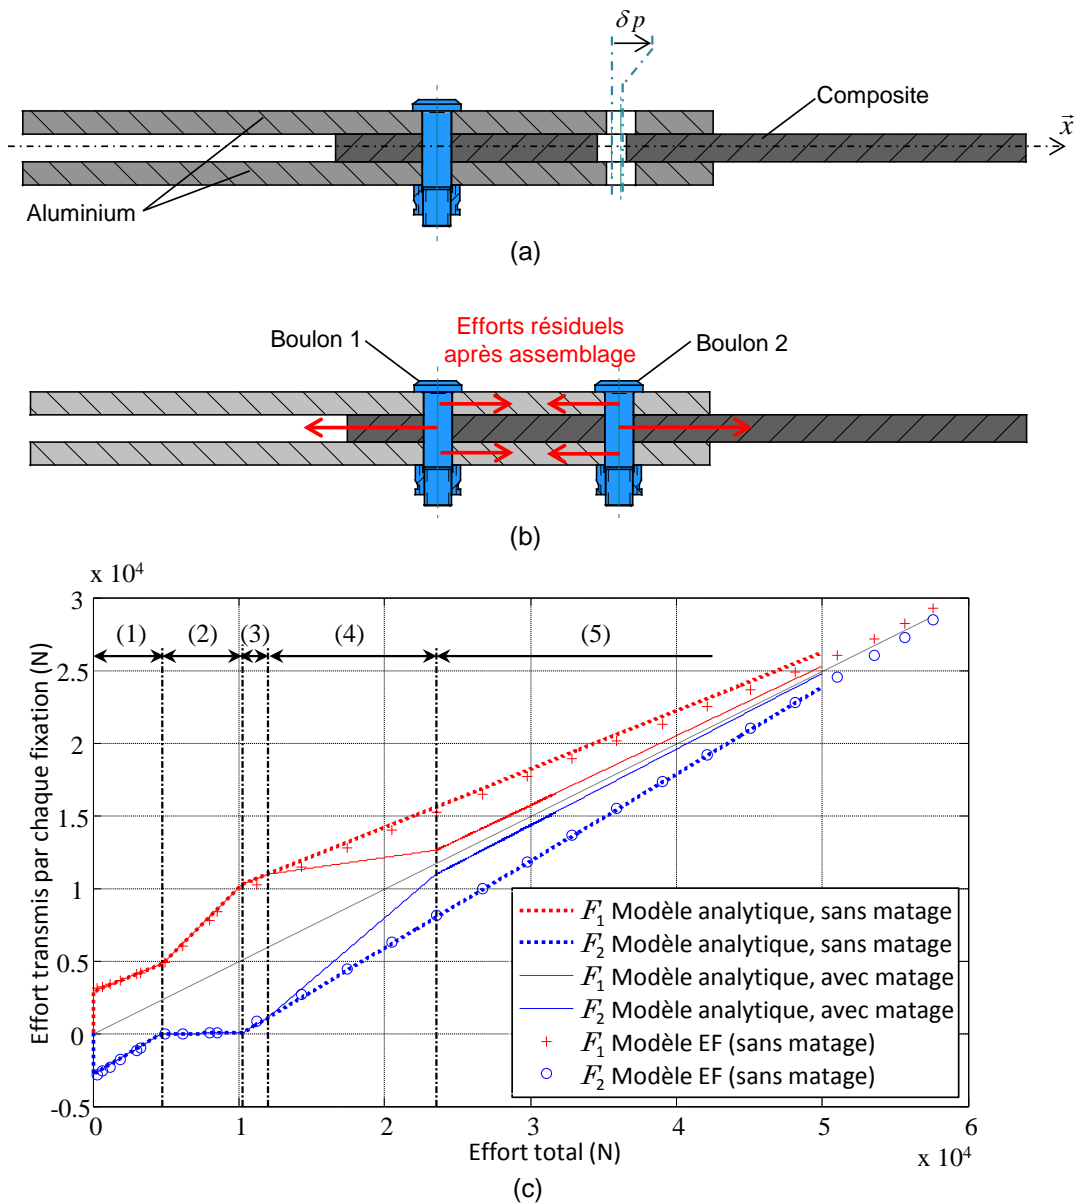 δp
Composite
x
Aluminium
(a)
Boulon 1
Efforts résiduels
après assemblage
Boulon 2
(b)
x 10⁴
Effort transmis par chaque fixation (N)
3
2.5
2
1.5
1
0.5
0
-0.5
(1)
(2)
(3)
(4)
(5)
F₁ Modèle analytique, sans matage
F₂ Modèle analytique, sans matage
F₁ Modèle analytique, avec matage
F₂ Modèle analytique, avec matage
F₁ Modèle EF (sans matage)
F₂ Modèle EF (sans matage)
0 1 2 3 4 5 6
Effort total (N)
x 10⁴
(c)